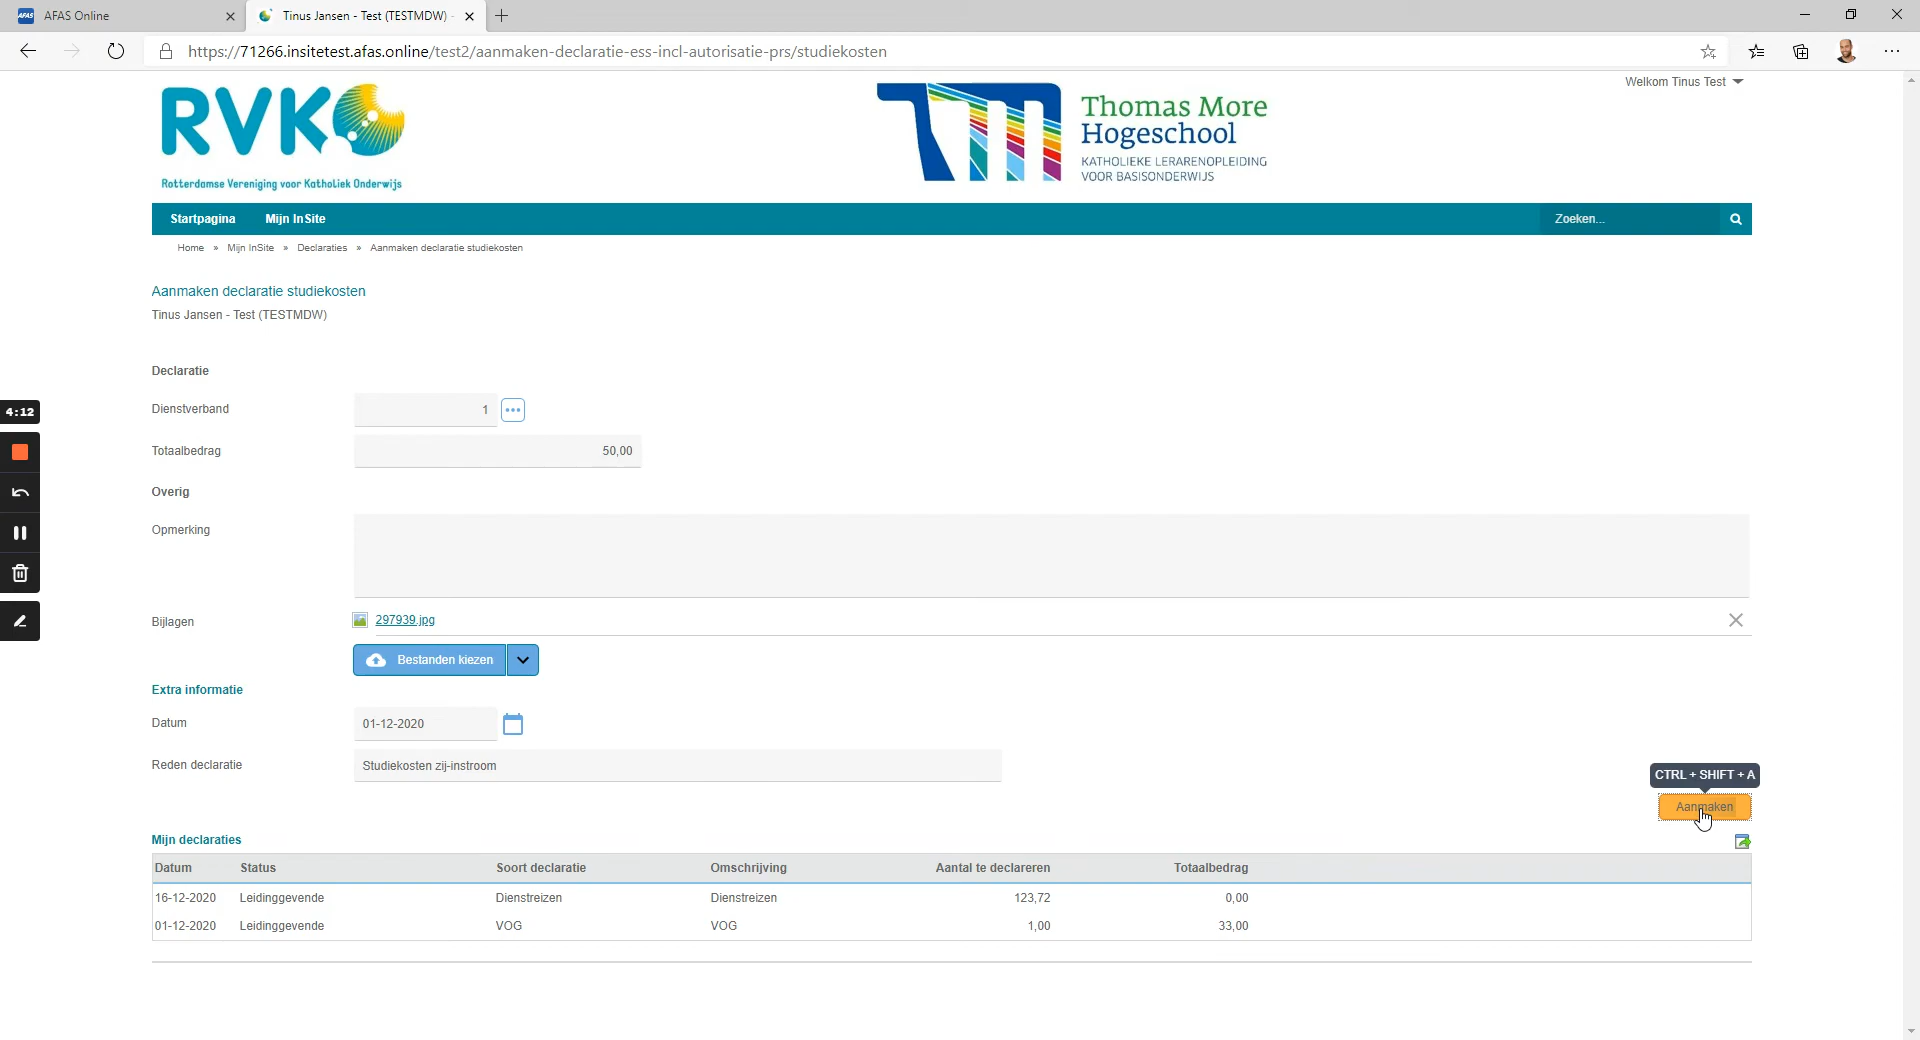 AFAS Online
Tinus Jansen - Test (TESTMDW) -
https://71266.insitetest.afas.online/test2/aanmaken-declaratie-ess-incl-autorisatie-prs/studiekosten
Welkom Tinus Test
RVKO
Rotterdamse Vereniging voor Katholiek Onderwijs
Thomas More
Hogeschool
KATHOLIEKE LERARENOPLEIDING
VOOR BASISONDERWIJS
Startpagina Mijn InSite Zoeken...
Home » Mijn InSite » Declaraties » Aanmaken declaratie studiekosten
Aanmaken declaratie studiekosten
Tinus Jansen - Test (TESTMDW)
Declaratie
Dienstverband 1
4:12
Totaalbedrag 50,00
Overig
Opmerking
Bijlagen 297939.jpg
Bestanden kiezen
Extra informatie
Datum 01-12-2020
Reden declaratie Studiekosten zij-instroom
CTRL + SHIFT + A
Aanmaken
Mijn declaraties
Datum Status Soort declaratie Omschrijving Aantal te declareren Totaalbedrag
16-12-2020 Leidinggevende Dienstreizen Dienstreizen 123,72 0,00
01-12-2020 Leidinggevende VOG VOG 1,00 33,00